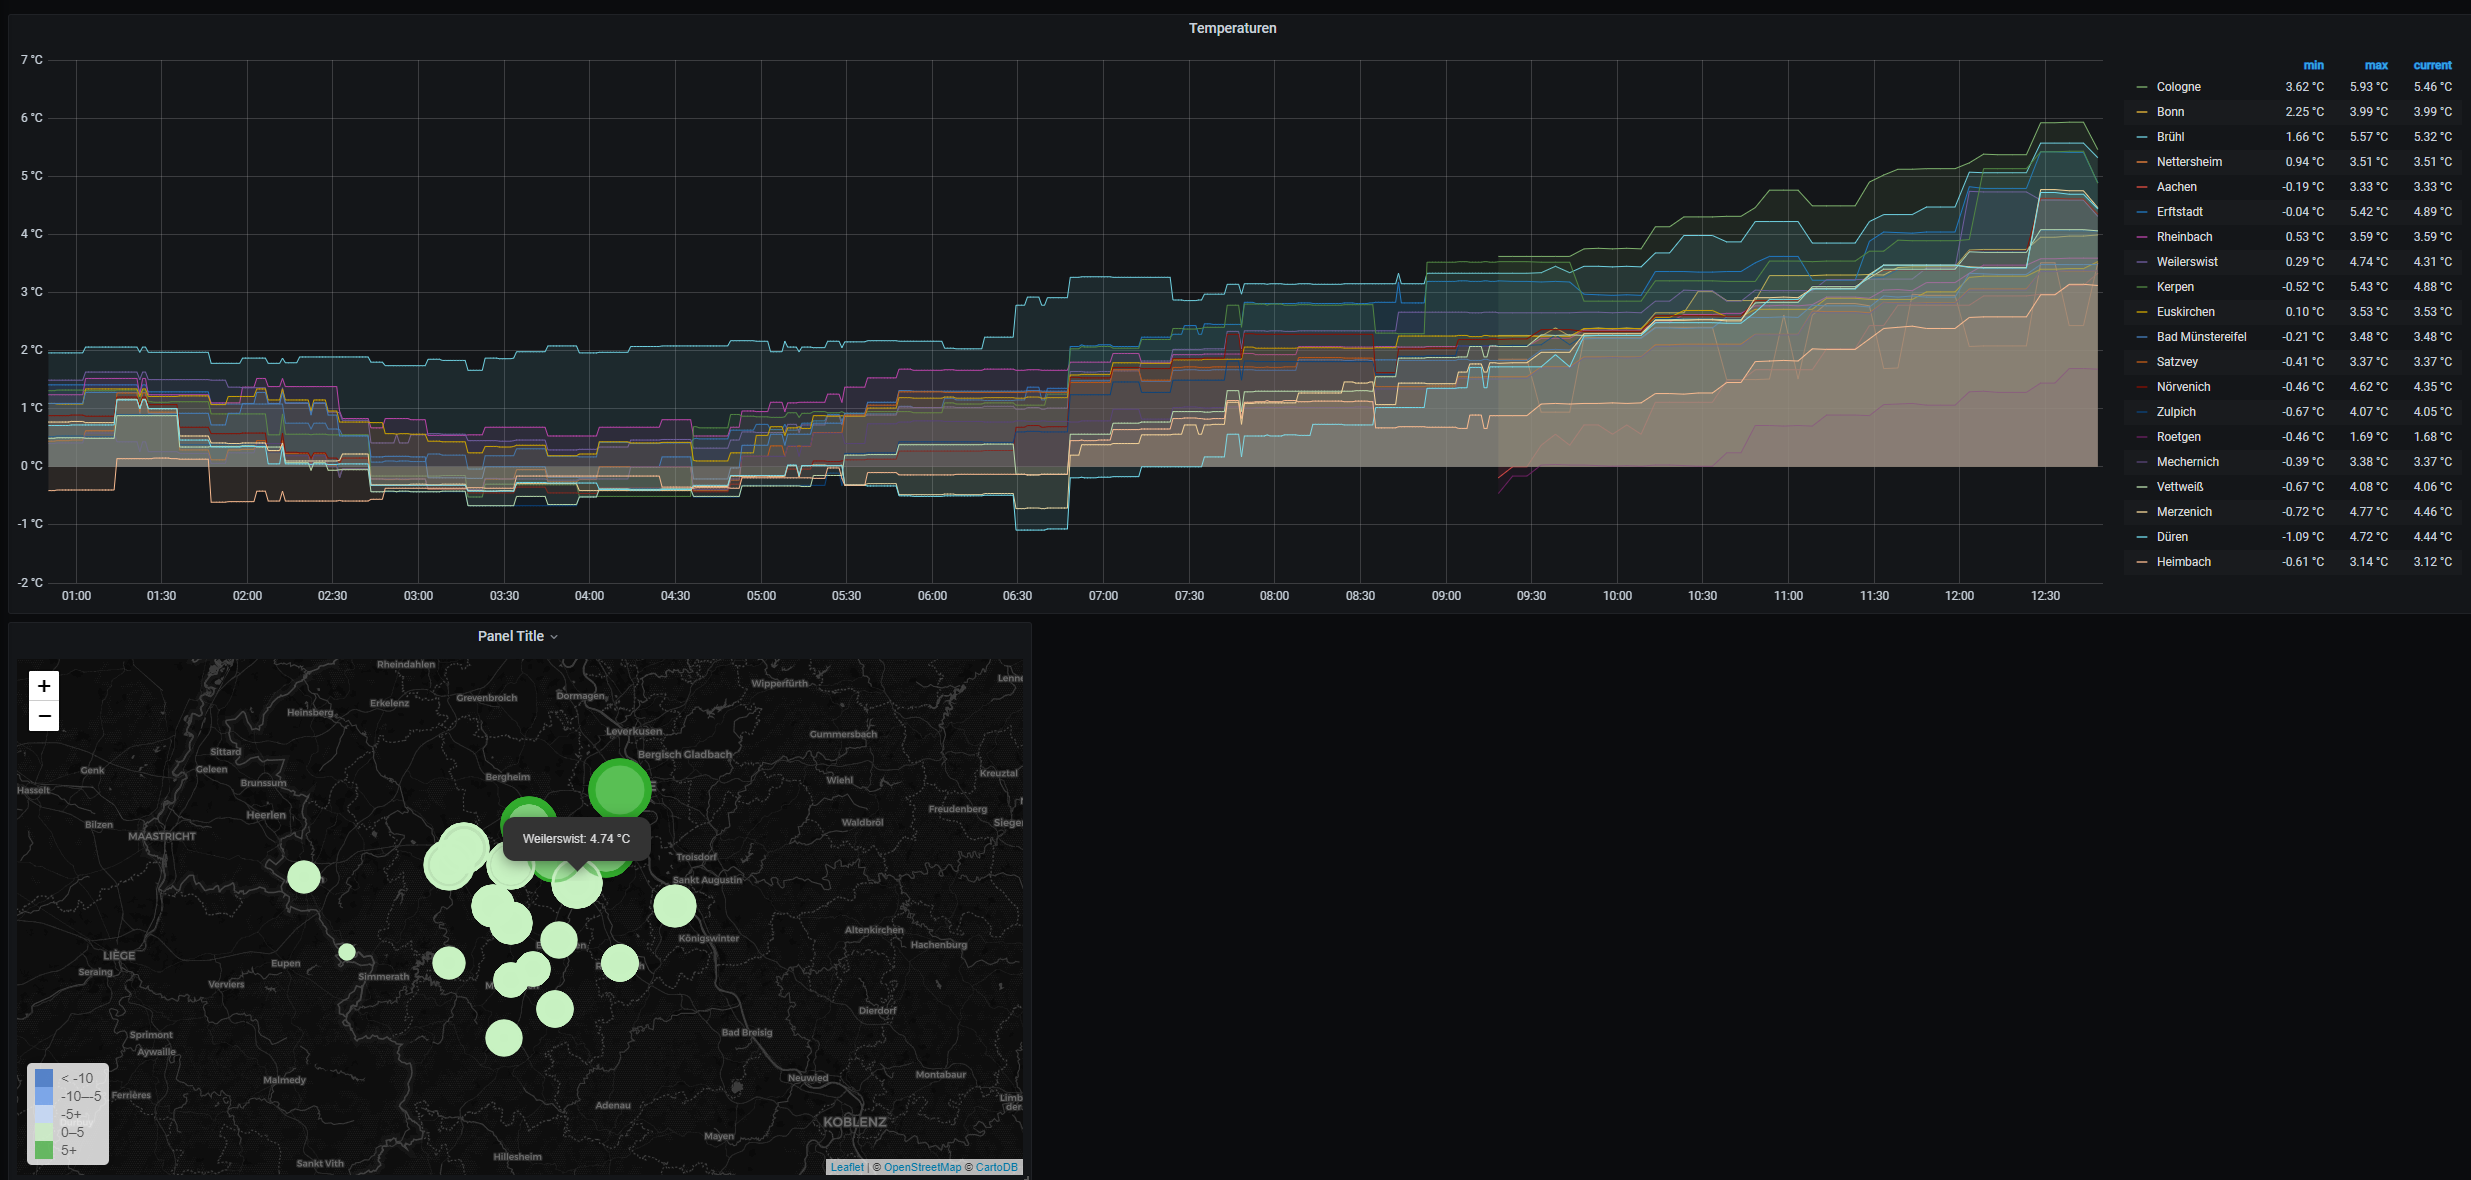 Temperaturen
7 °C
6 °C
5 °C
4 °C
3 °C
2 °C
1 °C
0 °C
-1 °C
-2 °C
01:00 01:30 02:00 02:30 03:00 03:30 04:00 04:30 05:00 05:30 06:00 06:30 07:00 07:30 08:00 08:30 09:00 09:30 10:00 10:30 11:00 11:30 12:00 12:30
min max current
Cologne 3.62 °C 5.93 °C 5.46 °C
Bonn 2.25 °C 3.99 °C 3.99 °C
Brühl 1.66 °C 5.57 °C 5.32 °C
Nettersheim 0.94 °C 3.51 °C 3.51 °C
Aachen -0.19 °C 3.33 °C 3.33 °C
Erftstadt -0.04 °C 5.42 °C 4.89 °C
Rheinbach 0.53 °C 3.59 °C 3.59 °C
Weilerswist 0.29 °C 4.74 °C 4.31 °C
Kerpen -0.52 °C 5.43 °C 4.88 °C
Euskirchen 0.10 °C 3.53 °C 3.53 °C
Bad Münstereifel -0.21 °C 3.48 °C 3.48 °C
Satzvey -0.41 °C 3.37 °C 3.37 °C
Nörvenich -0.46 °C 4.62 °C 4.35 °C
Zulpich -0.67 °C 4.07 °C 4.05 °C
Roetgen -0.46 °C 1.69 °C 1.68 °C
Mechernich -0.39 °C 3.38 °C 3.37 °C
Vettweiß -0.67 °C 4.08 °C 4.06 °C
Merzenich -0.72 °C 4.77 °C 4.46 °C
Düren -1.09 °C 4.72 °C 4.44 °C
Heimbach -0.61 °C 3.14 °C 3.12 °C
Panel Title
+
−
Rheindahlen
Lenne
Wipperfürth
Grevenbroich
Dormagen
Erkelenz
Heinsberg
Leverkusen
Gummersbach
Sittard
Bergisch Gladbach
Genk
Geleen
Kreuztal
Bergheim
Wiehl
Brunssum
Hasselt
Freudenberg
Heerlen
Bilzen
Waldbröl
Siege
MAASTRICHT
Weilerswist: 4.74 °C
Troisdorf
Sankt Augustin
Altenkirchen
Königswinter
Hachenburg
LIÈGE
Eupen
Seraing
Simmerath
Verviers
Dierdorf
Bad Breisig
Sprimont
Aywaille
Montabaur
Neuwied
Malmedy
Ferrières
Limb
der
Adenau
KOBLENZ
Mayen
Hillesheim
Sankt Vith
< -10
-10–-5
-5+
0–5
5+
Leaflet | © OpenStreetMap © CartoDB